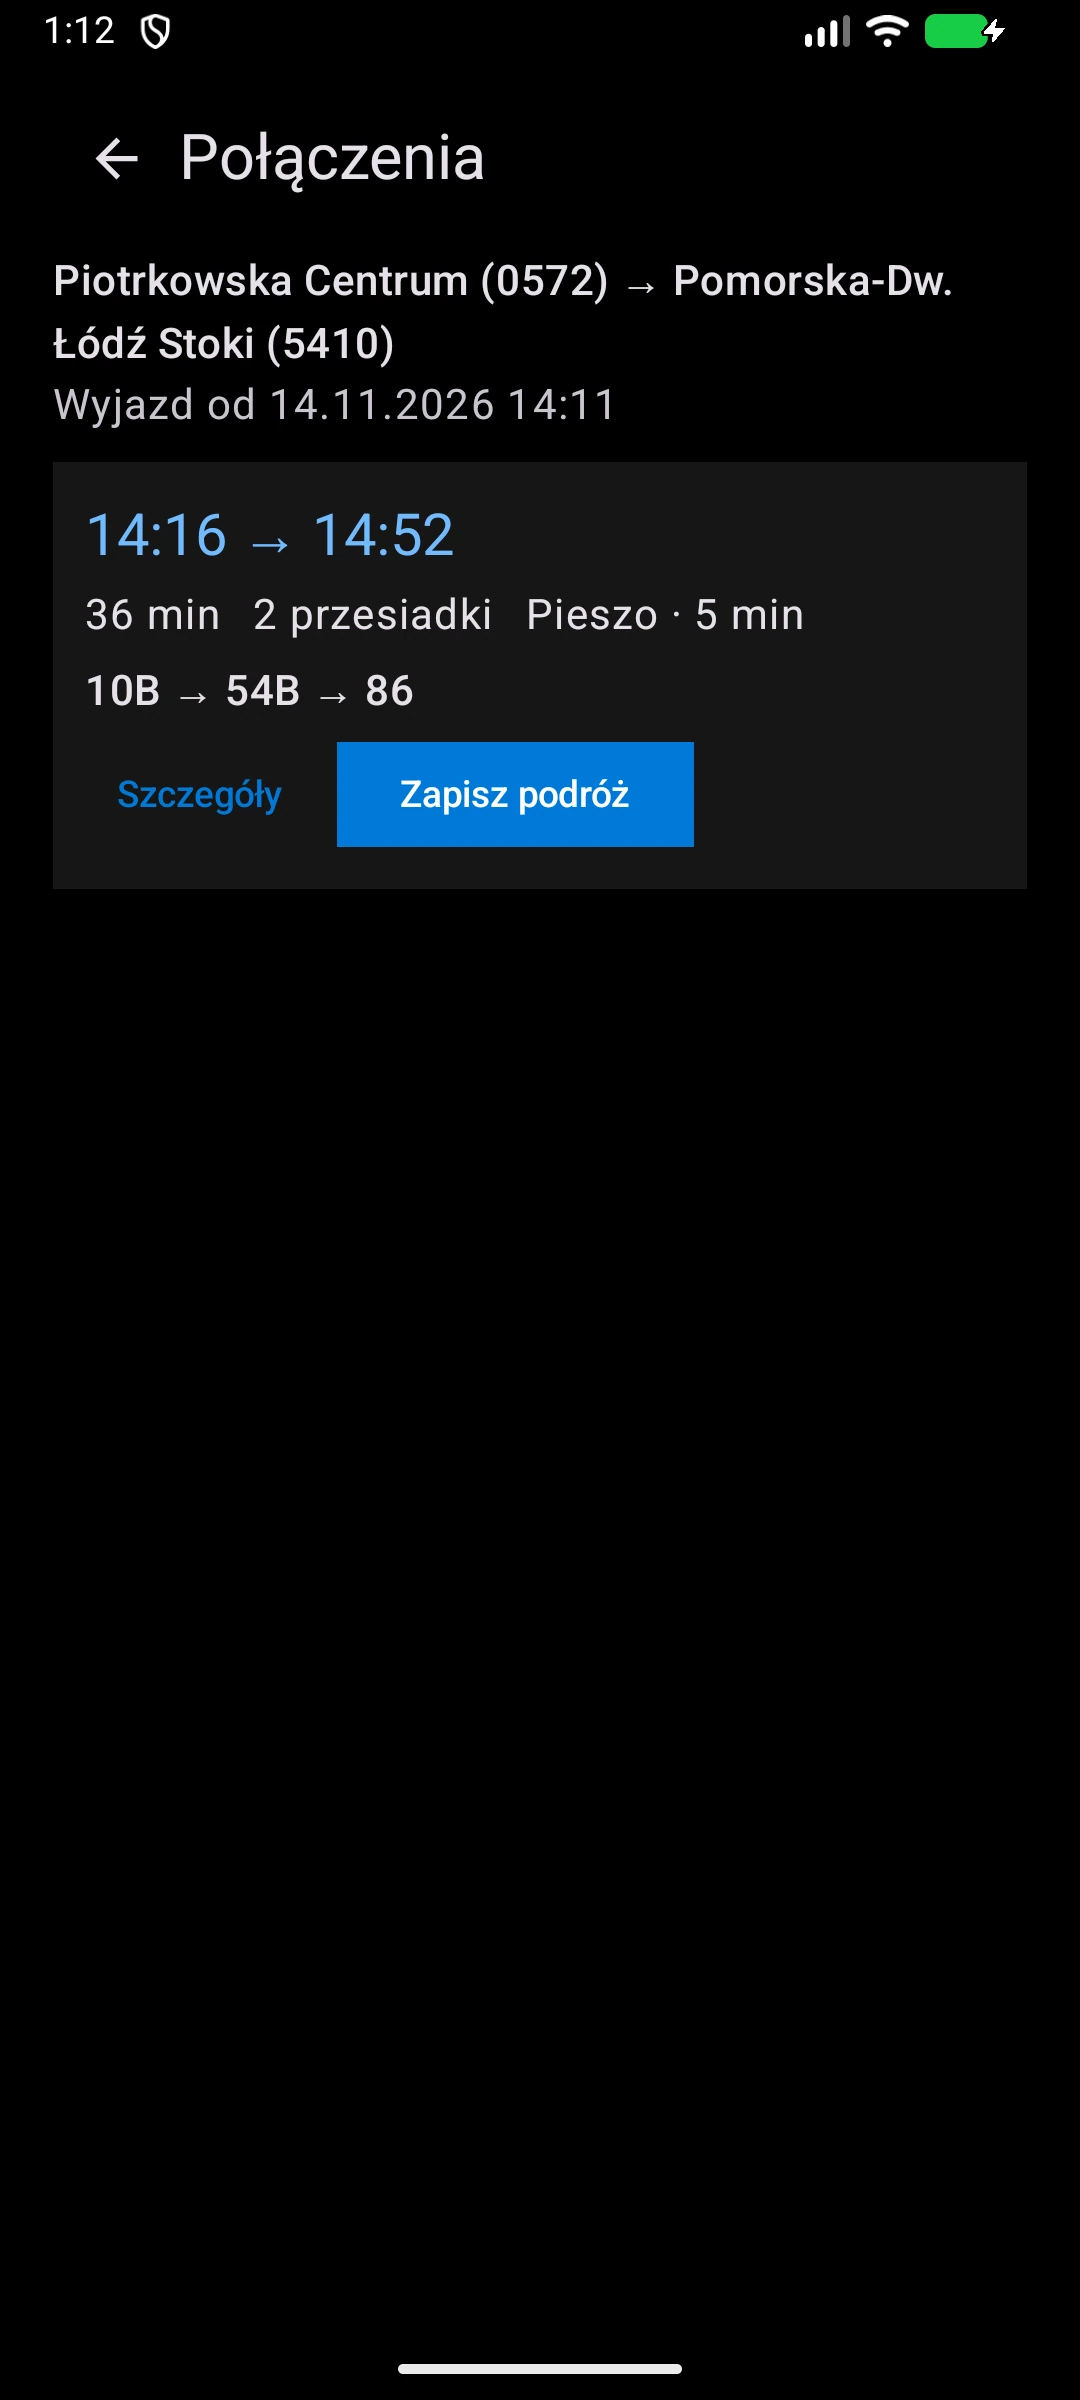 1:12
Połączenia
Piotrkowska Centrum (0572) → Pomorska-Dw.
Łódź Stoki (5410)
Wyjazd od 14.11.2026 14:11
14:16 → 14:52
36 min 2 przesiadki Pieszo · 5 min
10B → 54B → 86
Szczegóły Zapisz podróż